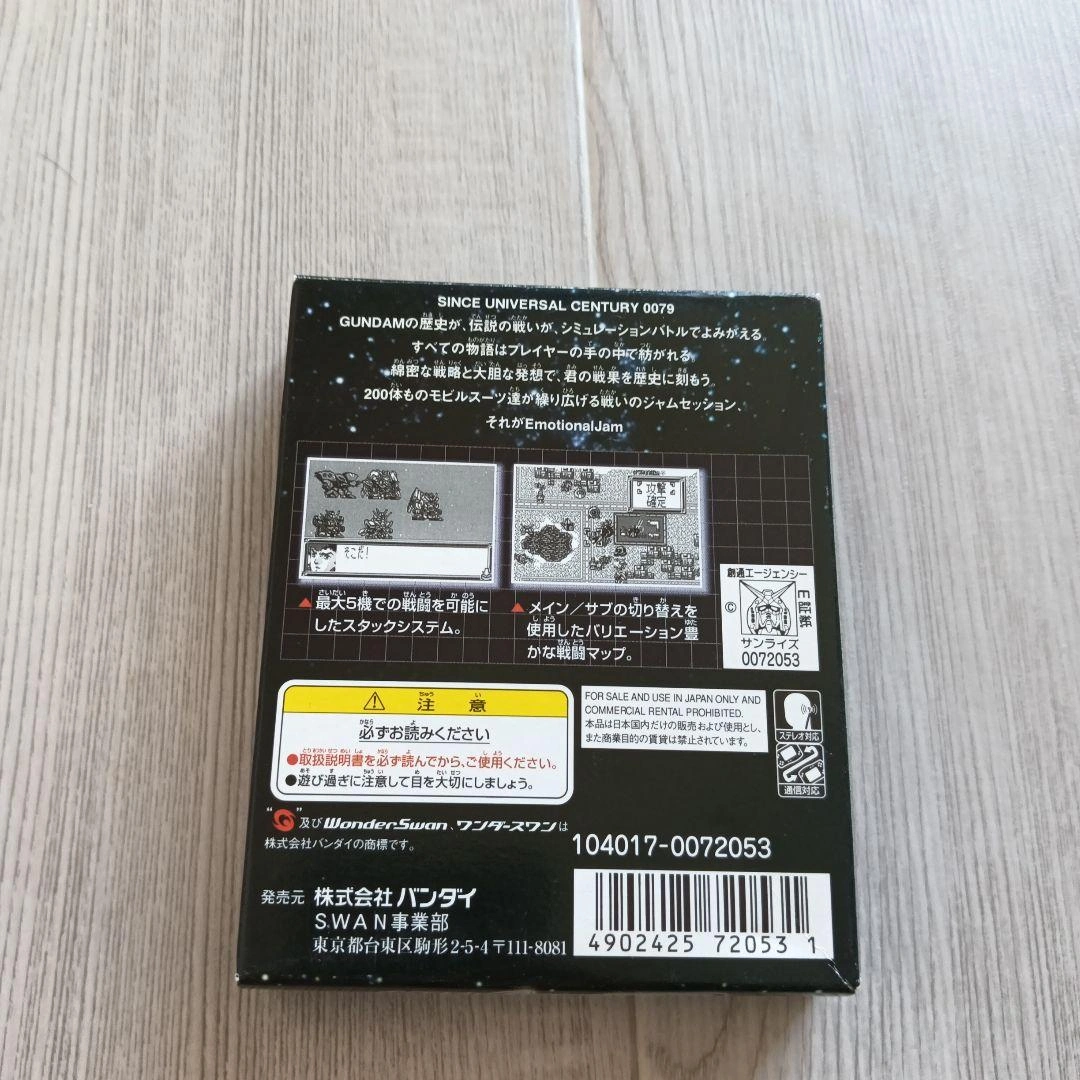 SINCE UNIVERSAL CENTURY 0079
GUNDAMの歴史が、伝説の戦いが、シミュレーションバトルでよみがえる。
すべての物語はプレイヤーの手の中で紡がれる。
綿密な戦略と大胆な発想で、君の戦果を歴史に刻もう。
200体ものモビルスーツ達が繰り広げる戦いのジャムセッション、
それがEmotionalJam
そこだ!
攻撃
確定
▲最大5機での戦闘を可能に
したスタックシステム。
▲メイン/サブの切り替えを
使用したバリエーション豊
かな戦闘マップ。
創通エージェンシー
©
E証紙
サンライズ
0072053
注意
必ずお読みください
●取扱説明書を必ず読んでから、ご使用ください。
●遊び過ぎに注意して目を大切にしましょう。
FOR SALE AND USE IN JAPAN ONLY AND
COMMERCIAL RENTAL PROHIBITED.
本品は日本国内だけの販売および使用とし、
また商業目的の賃貸は禁止されています。
ステレオ対応
通信対応
" "及びWonderSwan、ワンダースワンは
株式会社バンダイの商標です。
104017-0072053
発売元 株式会社 バンダイ
SWAN事業部
東京都台東区駒形2-5-4〒111-8081
4902425 72053 1